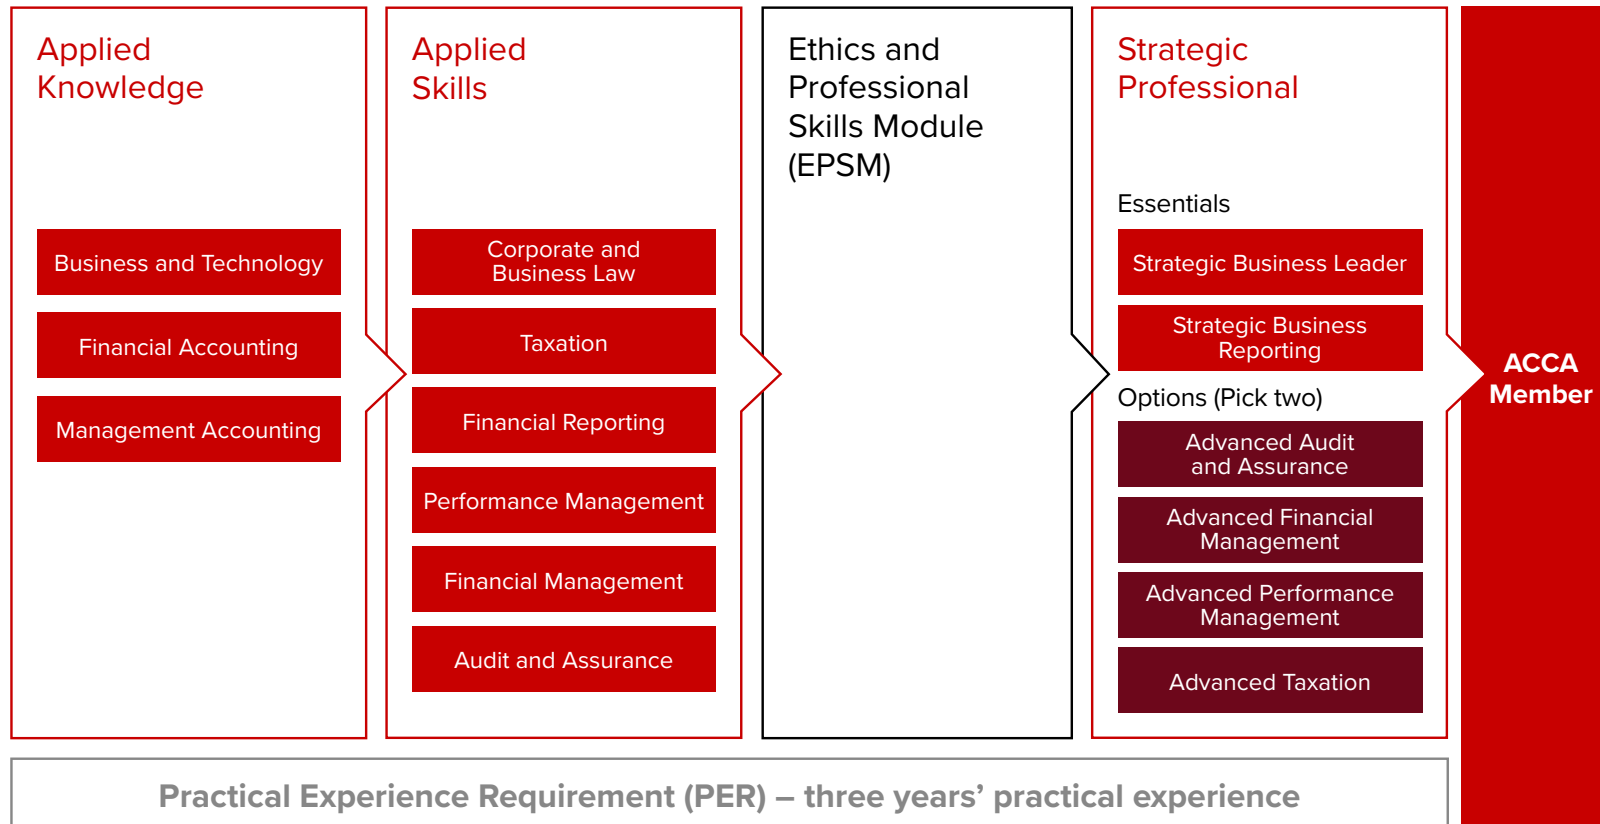 Applied
Knowledge
Business and Technology
Financial Accounting
Management Accounting
Applied
Skills
Corporate and
Business Law
Taxation
Financial Reporting
Performance Management
Financial Management
Audit and Assurance
Ethics and
Professional
Skills Module
(EPSM)
Strategic
Professional
Essentials
Strategic Business Leader
Strategic Business
Reporting
Options (Pick two)
Advanced Audit
and Assurance
Advanced Financial
Management
Advanced Performance
Management
Advanced Taxation
ACCA
Member
Practical Experience Requirement (PER) – three years’ practical experience